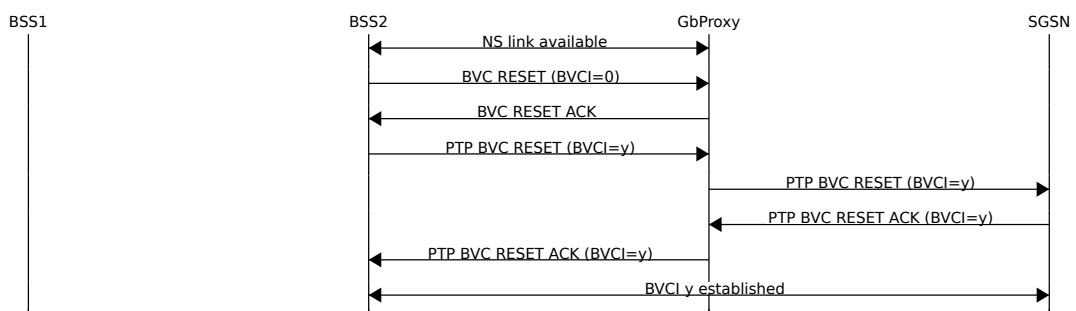 BSS1 BSS2 GbProxy SGSN
NS link available
BVC RESET (BVCI=0)
BVC RESET ACK
PTP BVC RESET (BVCI=y)
PTP BVC RESET (BVCI=y)
PTP BVC RESET ACK (BVCI=y)
PTP BVC RESET ACK (BVCI=y)
BVCI y established